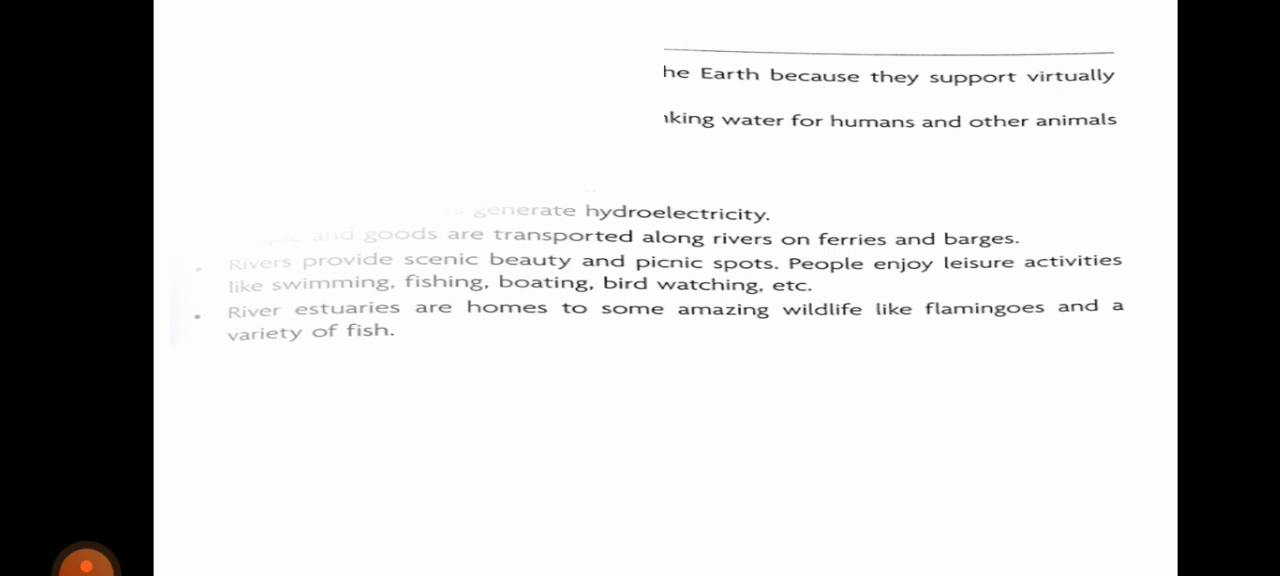 he Earth because they support virtually
king water for humans and other animals
generate hydroelectricity.
and goods are transported along rivers on ferries and barges.
• Rivers provide scenic beauty and picnic spots. People enjoy leisure activities
like swimming, fishing, boating, bird watching, etc.
• River estuaries are homes to some amazing wildlife like flamingoes and a
variety of fish.